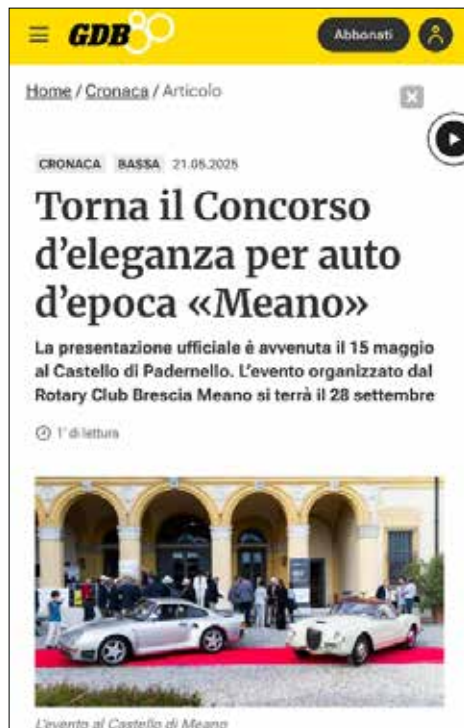 GDB 80
Abbonati
Home / Cronaca / Articolo
CRONACA BASSA 21.05.2025
Torna il Concorso
d'eleganza per auto
d'epoca «Meano»
La presentazione ufficiale è avvenuta il 15 maggio
al Castello di Padernello. L'evento organizzato dal
Rotary Club Brescia Meano si terrà il 28 settembre
1' di lettura
L'evento al Castello di Meano